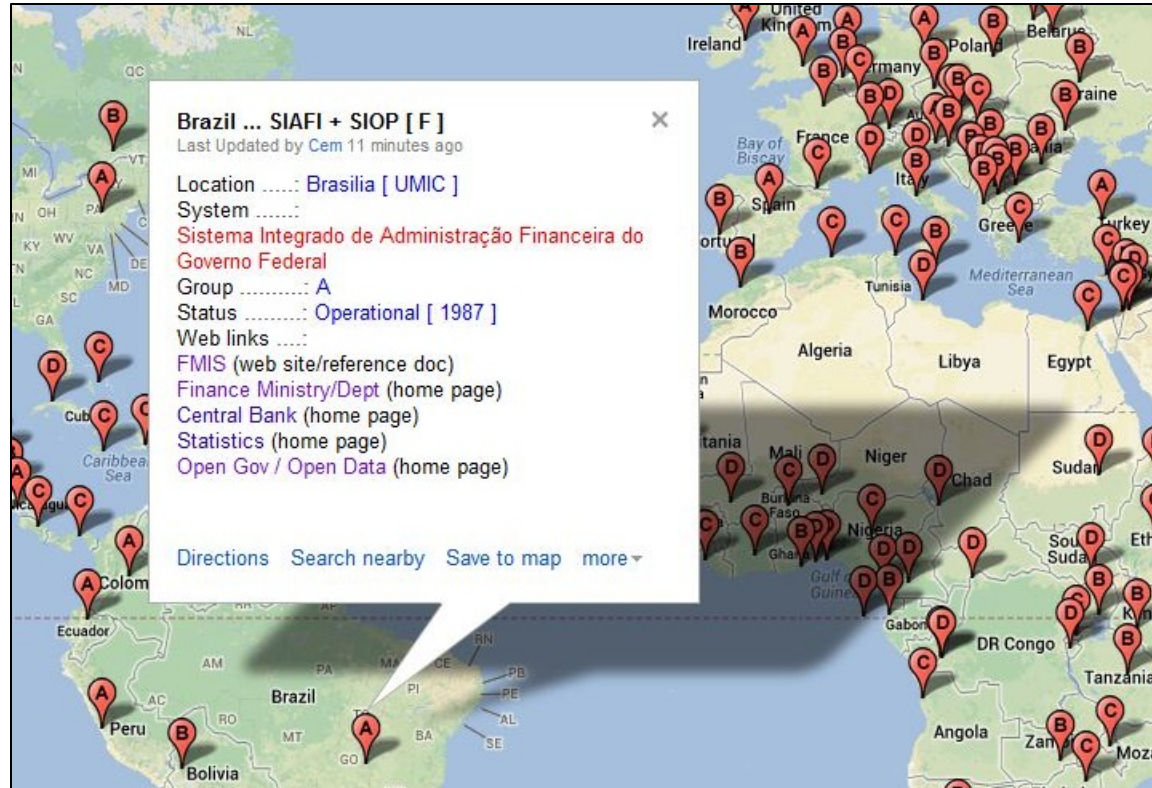 Brazil ... SIAFI + SIOP [ F ]
Last Updated by Cem 11 minutes ago
Location .....: Brasilia [ UMIC ]
System ......:
Sistema Integrado de Administração Financeira do
Governo Federal
Group ..........: A
Status .........: Operational [ 1987 ]
Web links ....:
FMIS (web site/reference doc)
Finance Ministry/Dept (home page)
Central Bank (home page)
Statistics (home page)
Open Gov / Open Data (home page)
Directions Search nearby Save to map more
NL
QC
VT
MI
IN
OH
PA
KY
WV
VA
DE
TN
NC
MD
SC
GA
Caribbean
Sea
Ecuador
Peru
Bolivia
Brazil
AM
PA
MA
CE
RN
PB
PE
AL
SE
PI
AC
RO
MT
BA
GO
AP
RR
United
Ireland
Poland
Belarus
Bay of
Biscay
France
Italy
Spain
Greece
Turkey
Mediterranean
Sea
Tunisia
Morocco
Algeria
Libya
Egypt
Mali
Niger
Chad
Sudan
Burkina
Faso
Nigeria
Ghana
Gulf
Guinea
South
Sudan
Gabon
DR Congo
Tanzania
Angola